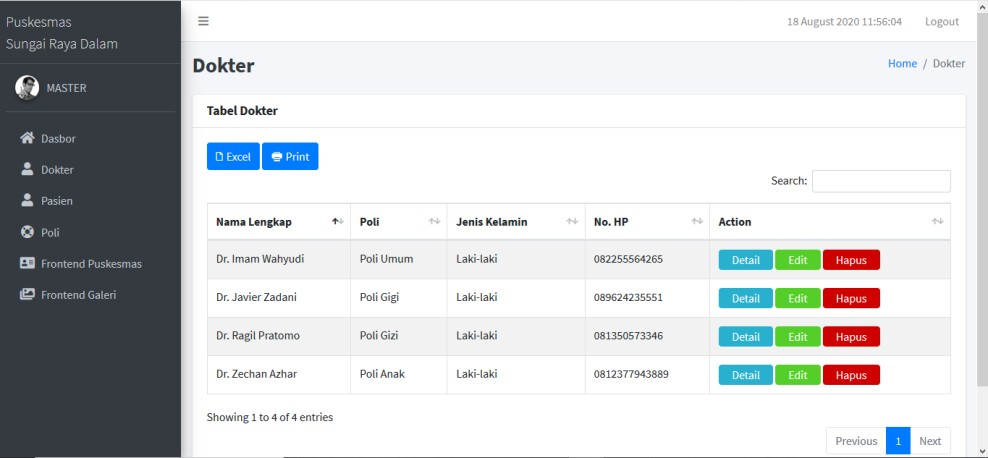 Puskesmas
Sungai Raya Dalam
18 August 2020 11:56:04 Logout
MASTER
Dokter
Home / Dokter
Dasbor
Dokter
Pasien
Poli
Frontend Puskesmas
Frontend Galeri
Tabel Dokter
Excel Print
Search:
Nama Lengkap Poli Jenis Kelamin No. HP Action
Dr. Imam Wahyudi Poli Umum Laki-laki 082255564265 Detail Edit Hapus
Dr. Javier Zadani Poli Gigi Laki-laki 089624235551 Detail Edit Hapus
Dr. Ragil Pratomo Poli Gizi Laki-laki 081350573346 Detail Edit Hapus
Dr. Zechan Azhar Poli Anak Laki-laki 0812377943889 Detail Edit Hapus
Showing 1 to 4 of 4 entries
Previous 1 Next